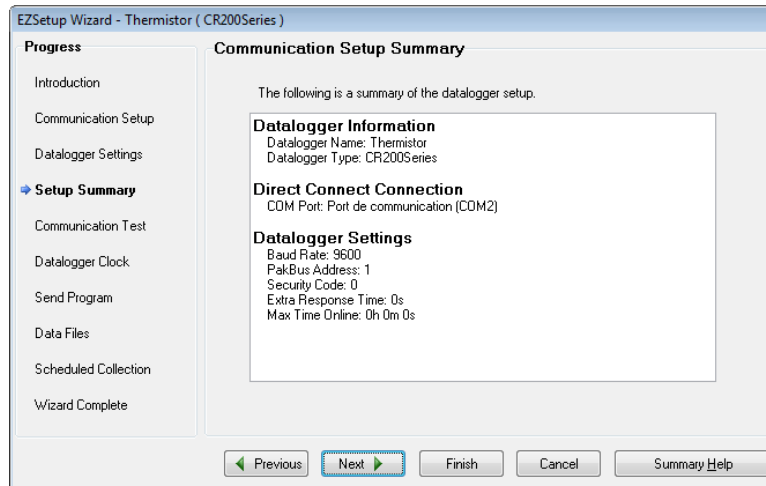 EZSetup Wizard - Thermistor ( CR200Series )
Progress
Introduction
Communication Setup
Datalogger Settings
Setup Summary
Communication Test
Datalogger Clock
Send Program
Data Files
Scheduled Collection
Wizard Complete
Communication Setup Summary
The following is a summary of the datalogger setup.
Datalogger Information
Datalogger Name: Thermistor
Datalogger Type: CR200Series
Direct Connect Connection
COM Port: Port de communication (COM2)
Datalogger Settings
Baud Rate: 9600
PakBus Address: 1
Security Code: 0
Extra Response Time: 0s
Max Time Online: 0h 0m 0s
Previous Next Finish Cancel Summary Help